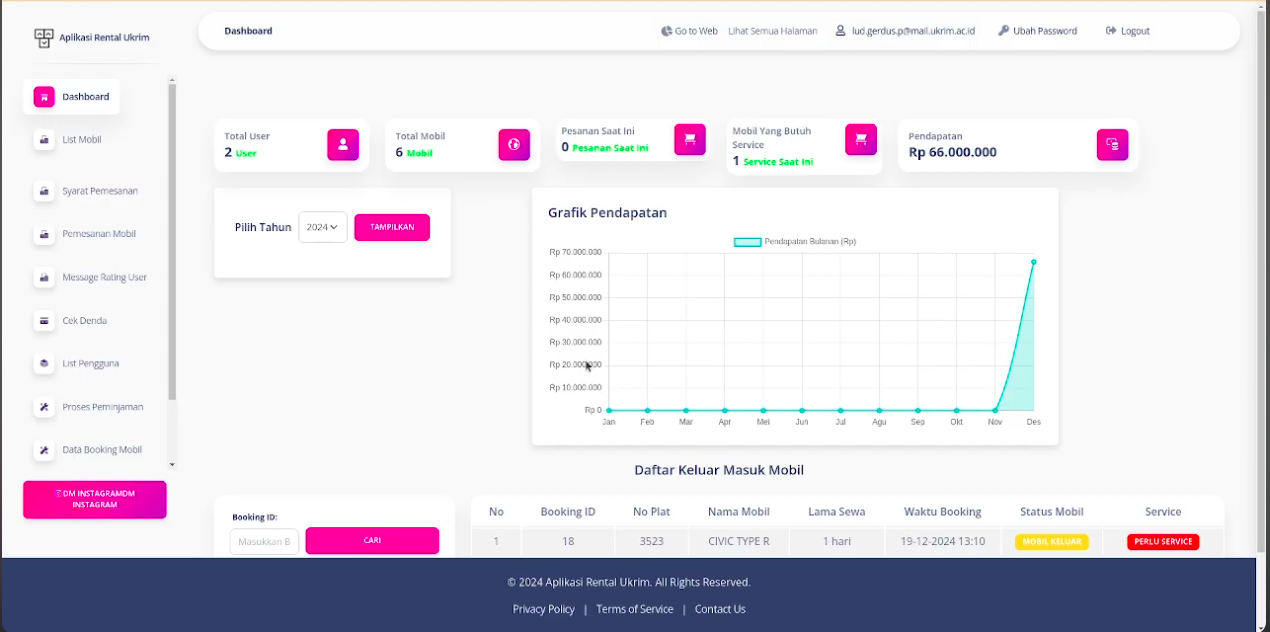 Aplikasi Rental Ukrim
Dashboard
Go to Web Lihat Semua Halaman lud.gerdus.p@mail.ukrim.ac.id Ubah Password Logout
Dashboard
List Mobil
Syarat Pemesanan
Pemesanan Mobil
Message Rating User
Cek Denda
List Pengguna
Proses Peminjaman
Data Booking Mobil
DM INSTAGRAMDM
INSTAGRAM
Total User
2 User
Total Mobil
6 Mobil
Pesanan Saat Ini
0 Pesanan Saat Ini
Mobil Yang Butuh
Service
1 Service Saat Ini
Pendapatan
Rp 66.000.000
Pilih Tahun 2024 TAMPILKAN
Grafik Pendapatan
Pendapatan Bulanan (Rp)
Rp 70.000.000
Rp 60.000.000
Rp 50.000.000
Rp 40.000.000
Rp 30.000.000
Rp 20.000.000
Rp 10.000.000
Rp 0
Jan Feb Mar Apr Mei Jun Jul Agu Sep Okt Nov Des
Daftar Keluar Masuk Mobil
Booking ID:
Masukkan B CARI
No Booking ID No Plat Nama Mobil Lama Sewa Waktu Booking Status Mobil Service
1 18 3523 CIVIC TYPE R 1 hari 19-12-2024 13:10 MOBIL KELUAR PERLU SERVICE
© 2024 Aplikasi Rental Ukrim. All Rights Reserved.
Privacy Policy | Terms of Service | Contact Us